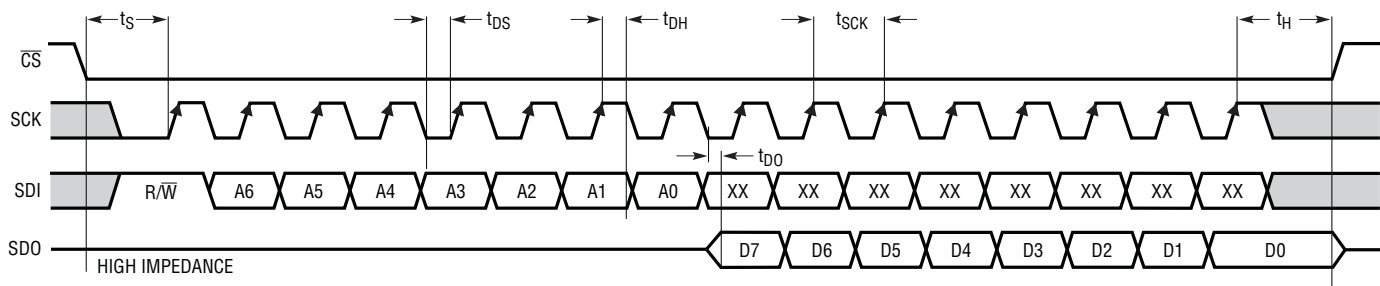 tS tDS tDH tSCK tH
C̅S̅
SCK
tDO
SDI R/W̅ A6 A5 A4 A3 A2 A1 A0 XX XX XX XX XX XX XX XX
SDO D7 D6 D5 D4 D3 D2 D1 D0
HIGH IMPEDANCE